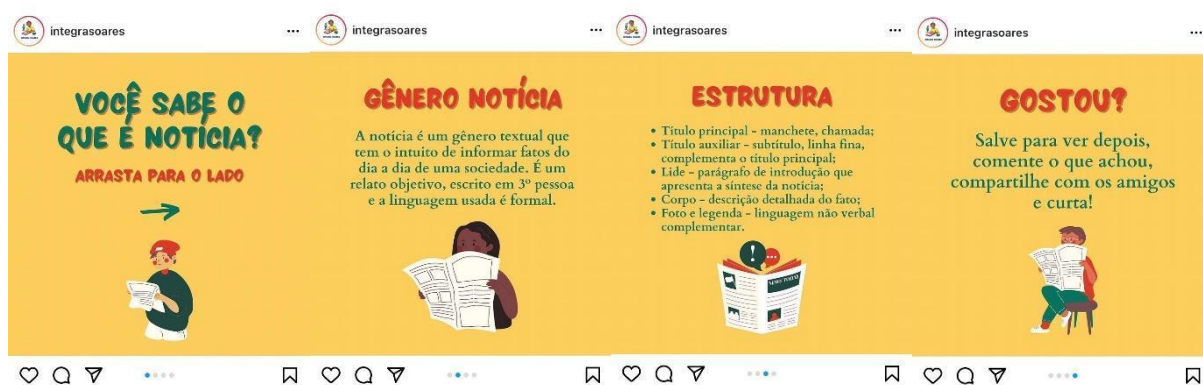 integrasoares
VOCÊ SABE O
QUE É NOTÍCIA?
ARRASTA PARA O LADO
integrasoares
GÊNERO NOTÍCIA
A notícia é um gênero textual que
tem o intuito de informar fatos do
dia a dia de uma sociedade. É um
relato objetivo, escrito em 3º pessoa
e a linguagem usada é formal.
integrasoares
ESTRUTURA
• Título principal - manchete, chamada;
• Título auxiliar - subtítulo, linha fina,
complementa o título principal;
• Lide - parágrafo de introdução que
apresenta a síntese da notícia;
• Corpo - descrição detalhada do fato;
• Foto e legenda - linguagem não verbal
complementar.
integrasoares
GOSTOU?
Salve para ver depois,
comente o que achou,
compartilhe com os amigos
e curta!